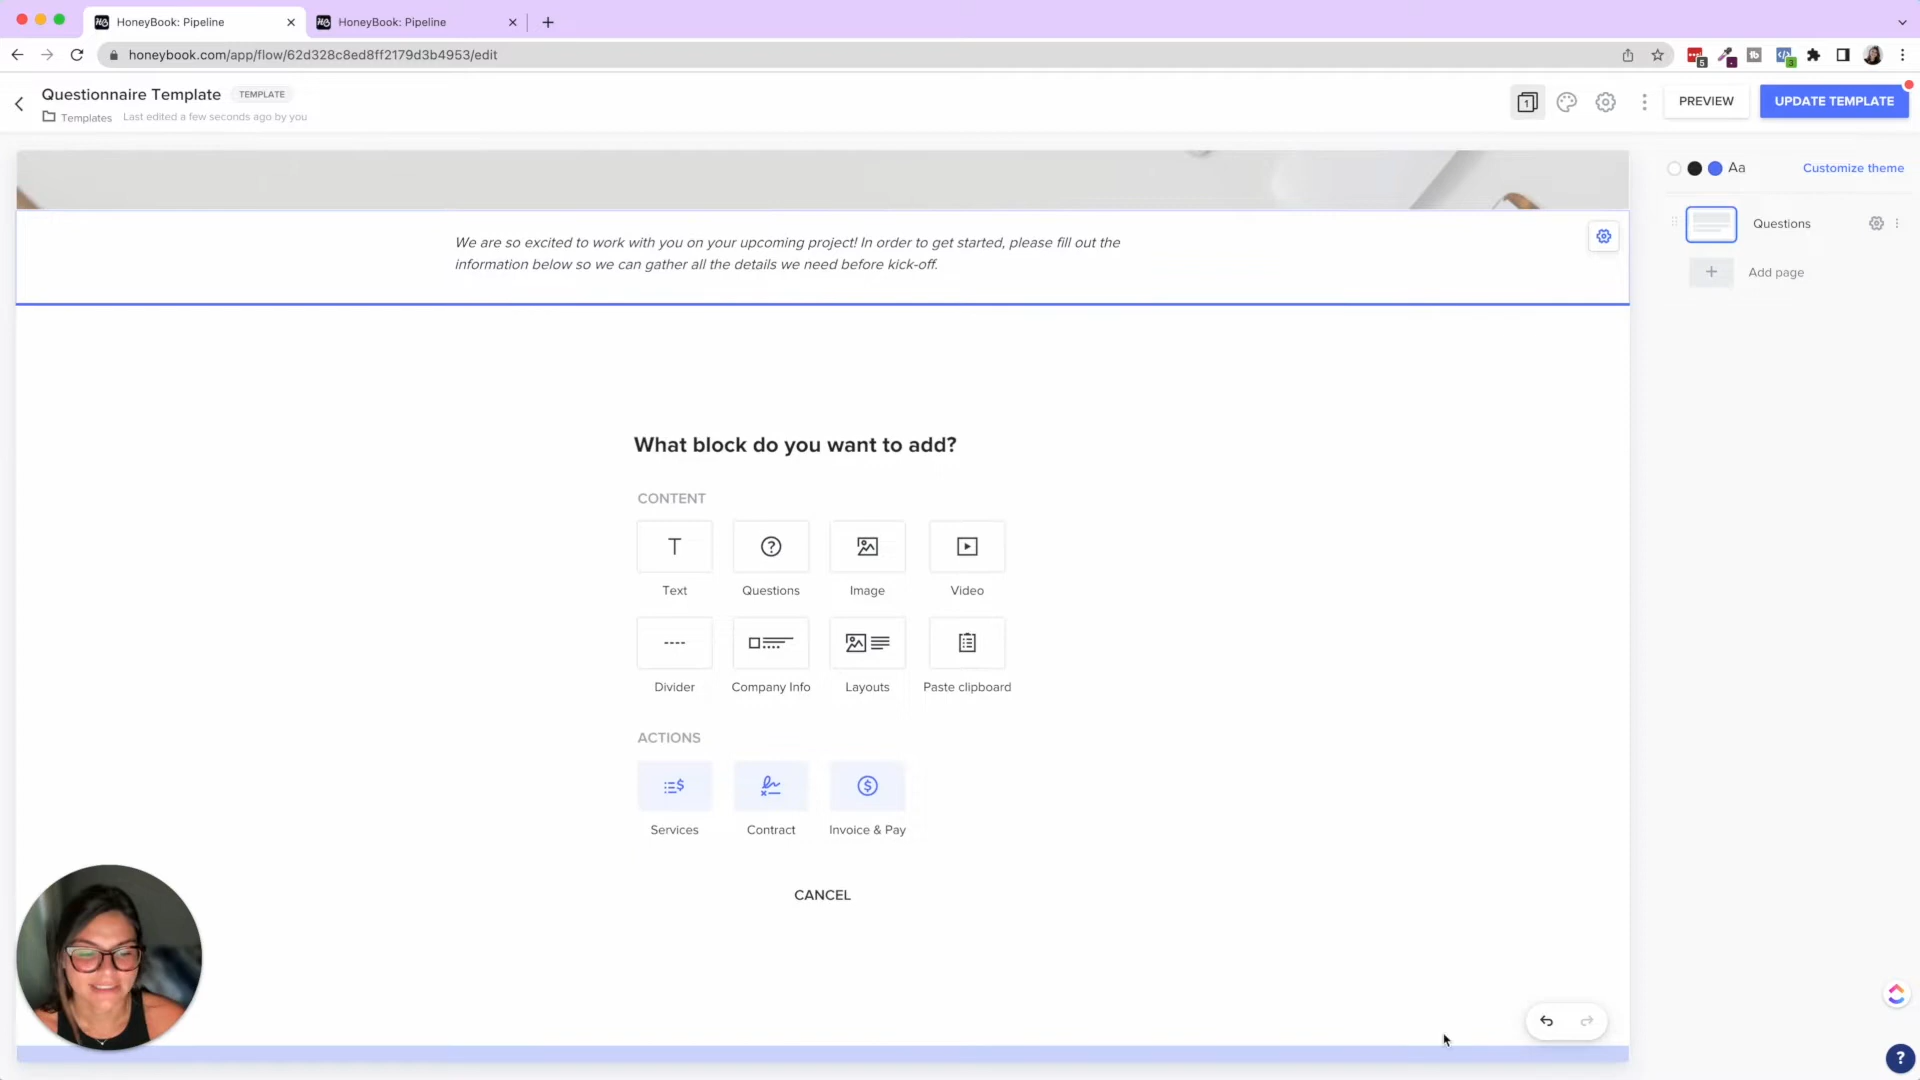 HoneyBook: Pipeline
HoneyBook: Pipeline
honeybook.com/app/flow/62d328c8ed8ff2179d3b4953/edit
5
3
Questionnaire Template TEMPLATE
Templates Last edited a few seconds ago by you
1
PREVIEW
UPDATE TEMPLATE
Aa
Customize theme
We are so excited to work with you on your upcoming project! In order to get started, please fill out the
information below so we can gather all the details we need before kick-off.
Questions
Add page
What block do you want to add?
CONTENT
Text
Questions
Image
Video
Divider
Company Info
Layouts
Paste clipboard
ACTIONS
Services
Contract
Invoice & Pay
CANCEL
?